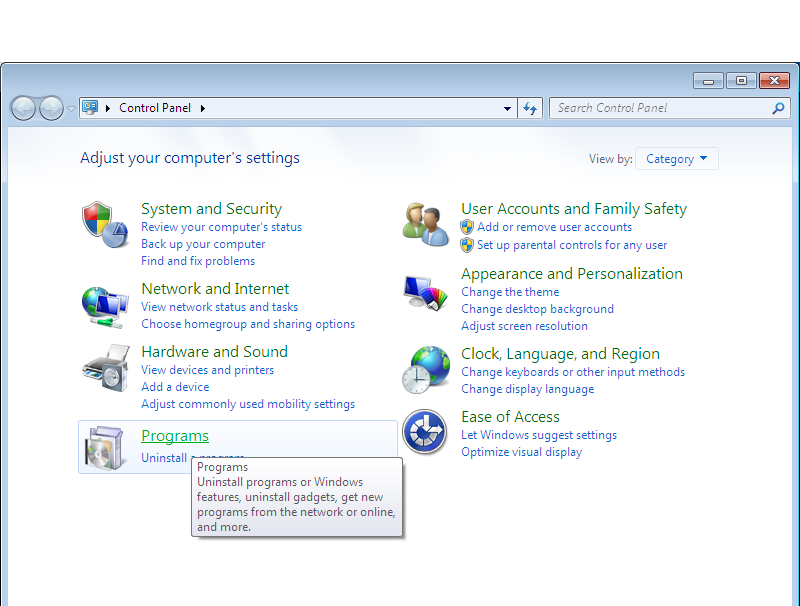 Control Panel
Search Control Panel
Adjust your computer's settings
View by: Category
System and Security
Review your computer's status
Back up your computer
Find and fix problems
Network and Internet
View network status and tasks
Choose homegroup and sharing options
Hardware and Sound
View devices and printers
Add a device
Adjust commonly used mobility settings
Programs
Uninstall a program
Programs
Uninstall programs or Windows
features, uninstall gadgets, get new
programs from the network or online,
and more.
User Accounts and Family Safety
Add or remove user accounts
Set up parental controls for any user
Appearance and Personalization
Change the theme
Change desktop background
Adjust screen resolution
Clock, Language, and Region
Change keyboards or other input methods
Change display language
Ease of Access
Let Windows suggest settings
Optimize visual display